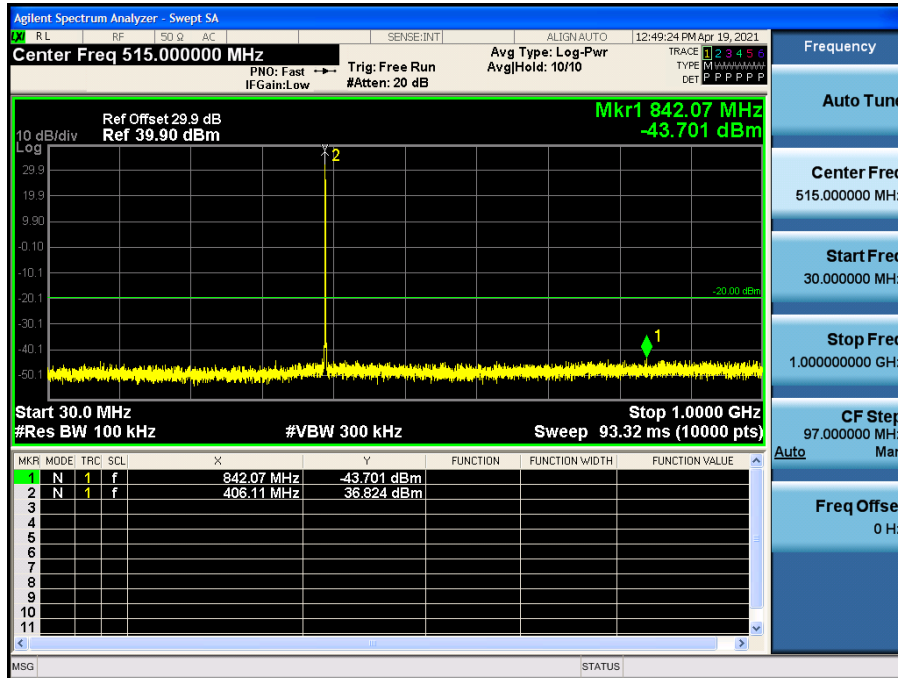 Agilent Spectrum Analyzer - Swept SA
LXI RL RF 50 Ω AC SENSE:INT ALIGN AUTO 12:49:24 PM Apr 19, 2021
Center Freq 515.000000 MHz
PNO: Fast
IFGain:Low
Trig: Free Run
#Atten: 20 dB
Avg Type: Log-Pwr
Avg|Hold: 10/10
TRACE 1 2 3 4 5 6
TYPE M WWWWW
DET P P P P P P
Ref Offset 29.9 dB
10 dB/div Ref 39.90 dBm
Log
Mkr1 842.07 MHz
-43.701 dBm
29.9
19.9
9.90
-0.10
-10.1
-20.1
-30.1
-40.1
-50.1
2
-20.00 dBm
1
Start 30.0 MHz Stop 1.0000 GHz
#Res BW 100 kHz #VBW 300 kHz Sweep 93.32 ms (10000 pts)
MKR MODE TRC SCL X Y FUNCTION FUNCTION WIDTH FUNCTION VALUE
1 N 1 f 842.07 MHz -43.701 dBm
2 N 1 f 406.11 MHz 36.824 dBm
3
4
5
6
7
8
9
10
11
MSG STATUS
Frequency
Auto Tune
Center Freq
515.000000 MHz
Start Freq
30.000000 MHz
Stop Freq
1.000000000 GHz
CF Step
97.000000 MHz
Auto Man
Freq Offset
0 Hz